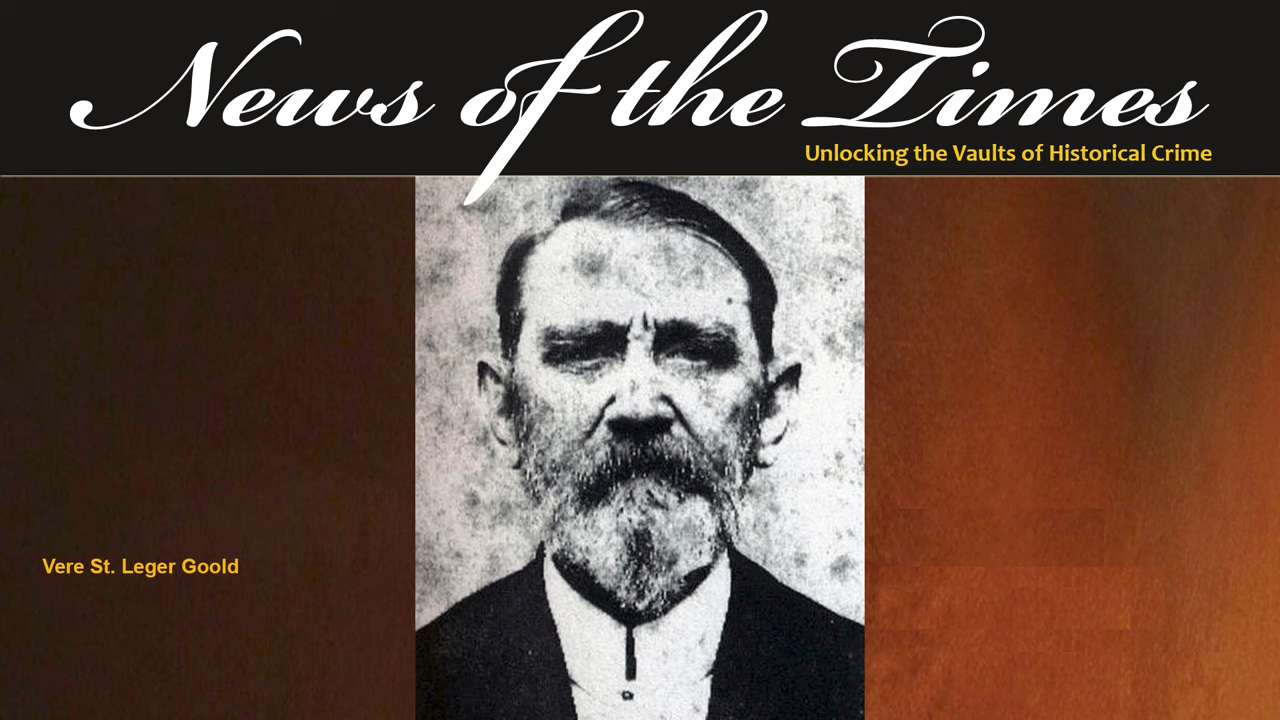 News of the Times
Unlocking the Vaults of Historical Crime
Vere St. Leger Goold